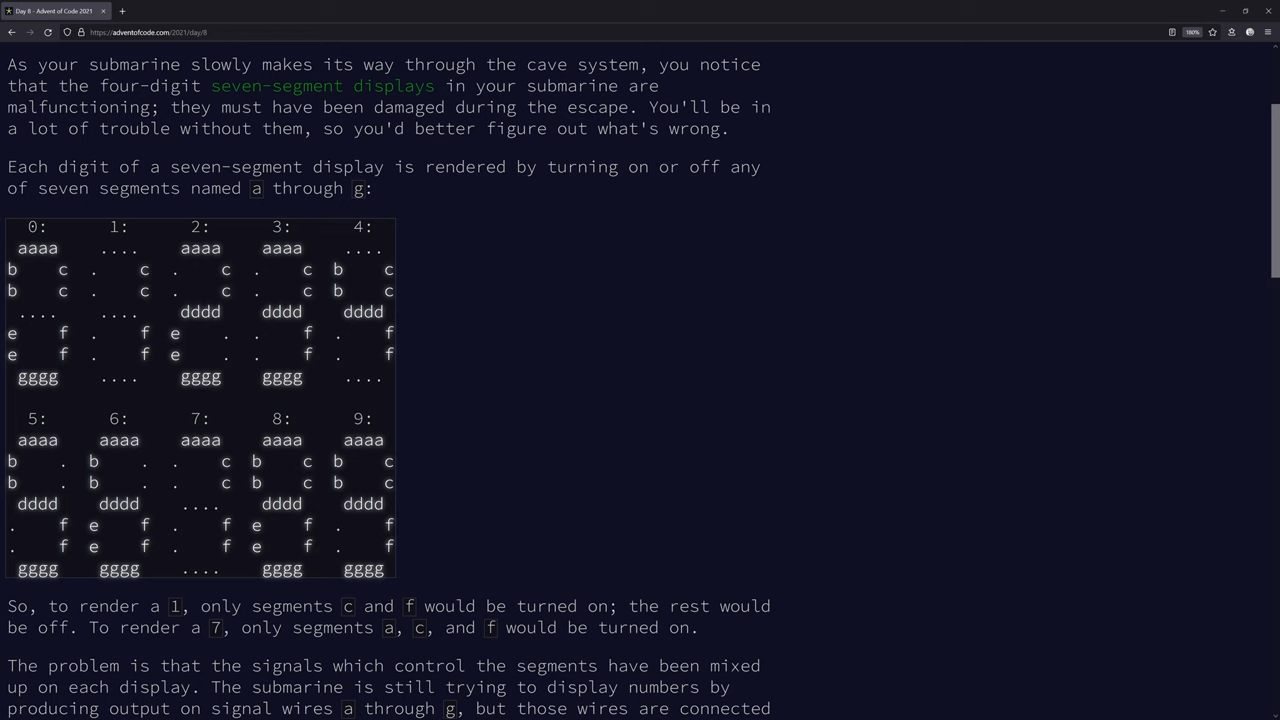 Day 8 - Advent of Code 2021
https://adventofcode.com/2021/day/8
180%
As your submarine slowly makes its way through the cave system, you notice
that the four-digit seven-segment displays in your submarine are
malfunctioning; they must have been damaged during the escape. You'll be in
a lot of trouble without them, so you'd better figure out what's wrong.
Each digit of a seven-segment display is rendered by turning on or off any
of seven segments named a through g:
  0:      1:      2:      3:      4:
 aaaa    ....    aaaa    aaaa    ....
b    c  .    c  .    c  .    c  b    c
b    c  .    c  .    c  .    c  b    c
 ....    ....    dddd    dddd    dddd
e    f  .    f  e    .  .    f  .    f
e    f  .    f  e    .  .    f  .    f
 gggg    ....    gggg    gggg    ....
  5:      6:      7:      8:      9:
 aaaa    aaaa    aaaa    aaaa    aaaa
b    .  b    .  .    c  b    c  b    c
b    .  b    .  .    c  b    c  b    c
 dddd    dddd    ....    dddd    dddd
.    f  e    f  .    f  e    f  .    f
.    f  e    f  .    f  e    f  .    f
 gggg    gggg    ....    gggg    gggg
So, to render a 1, only segments c and f would be turned on; the rest would
be off. To render a 7, only segments a, c, and f would be turned on.
The problem is that the signals which control the segments have been mixed
up on each display. The submarine is still trying to display numbers by
producing output on signal wires a through g, but those wires are connected